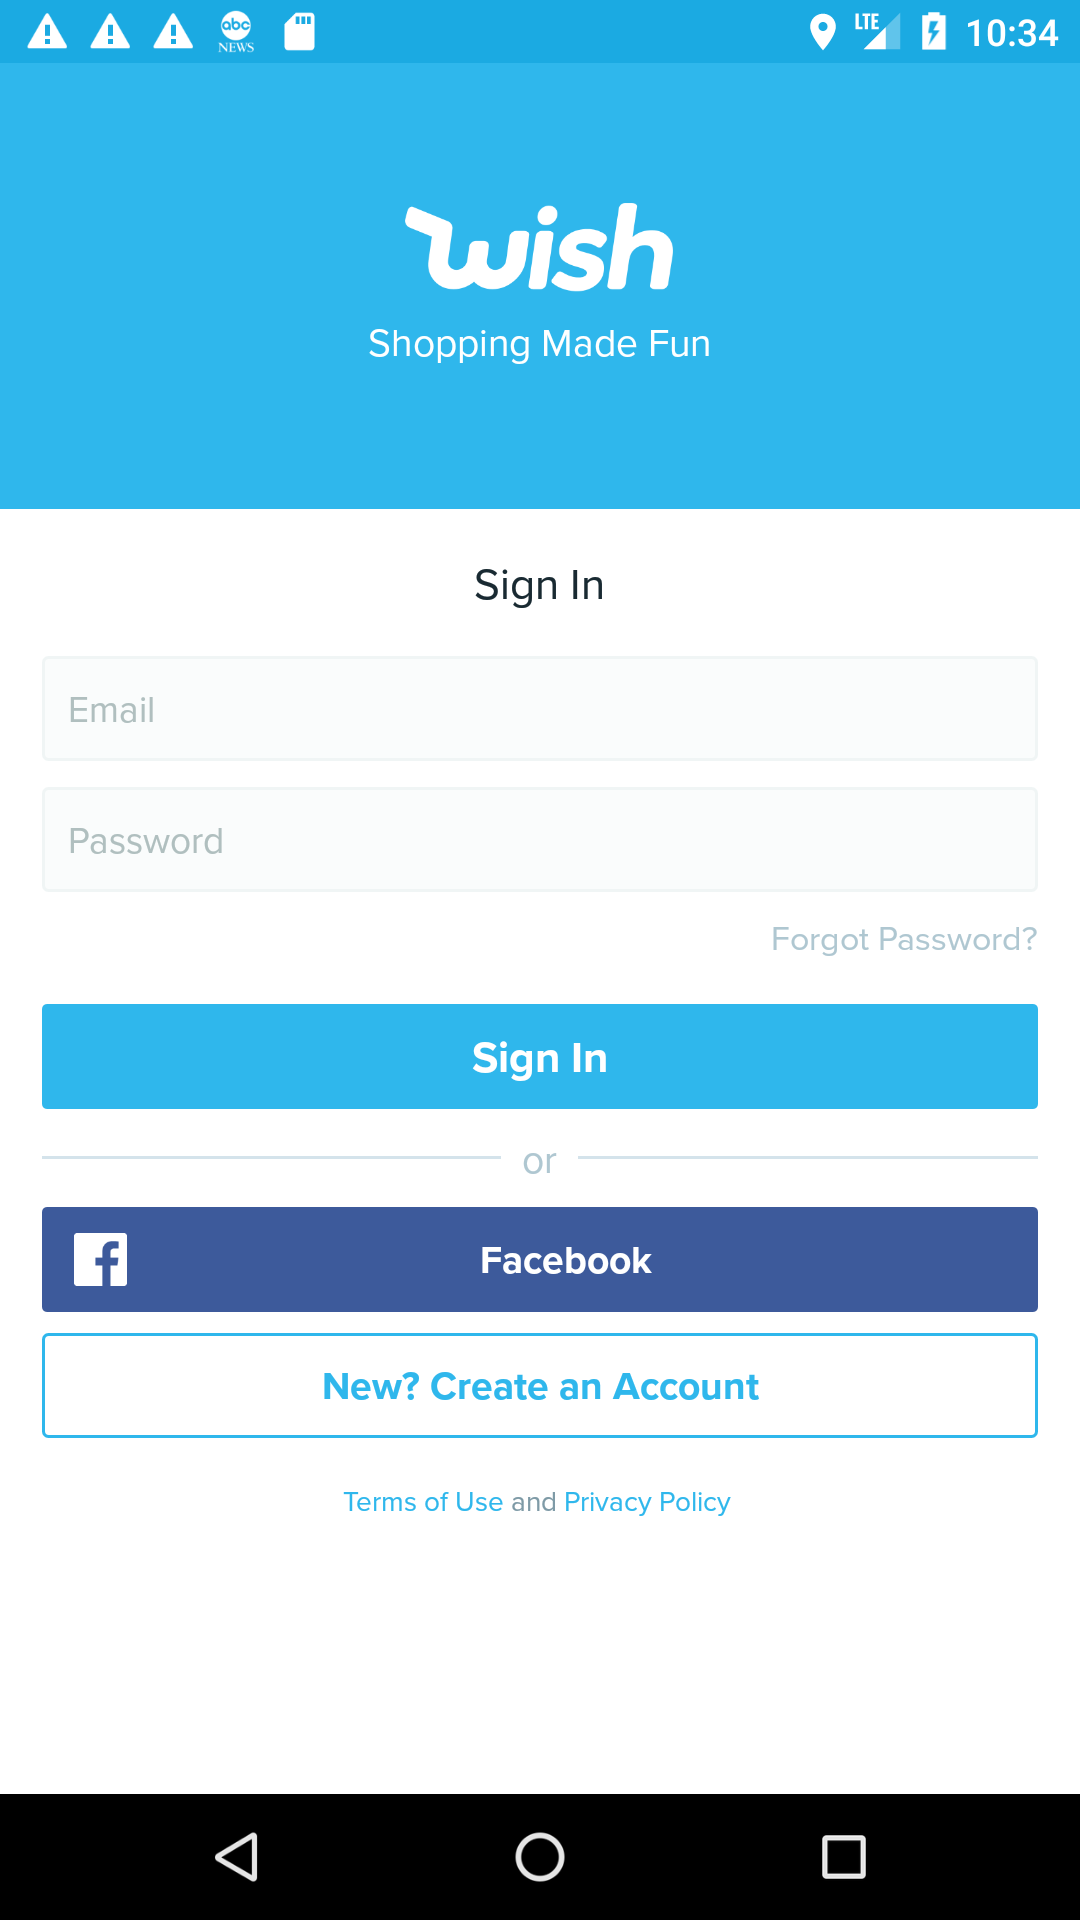 abc
NEWS
LTE
10:34
wish
Shopping Made Fun
Sign In
Email
Password
Forgot Password?
Sign In
or
Facebook
New? Create an Account
Terms of Use and Privacy Policy